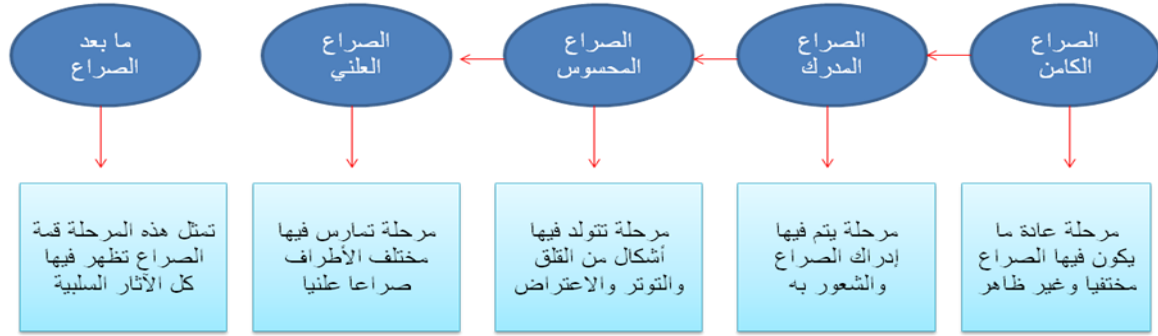 الصراع
الكامن
الصراع
المدرك
الصراع
المحسوس
الصراع
العلني
ما بعد
الصراع
مرحلة عادة ما
يكون فيها الصراع
مختفيا وغير ظاهر
مرحلة يتم فيها
إدراك الصراع
والشعور به
مرحلة تتولد فيها
أشكال من القلق
والتوتر والاعتراض
مرحلة تمارس فيها
مختلف الأطراف
صراعا علنيا
تمثل هذه المرحلة قمة
الصراع تظهر فيها
كل الآثار السلبية